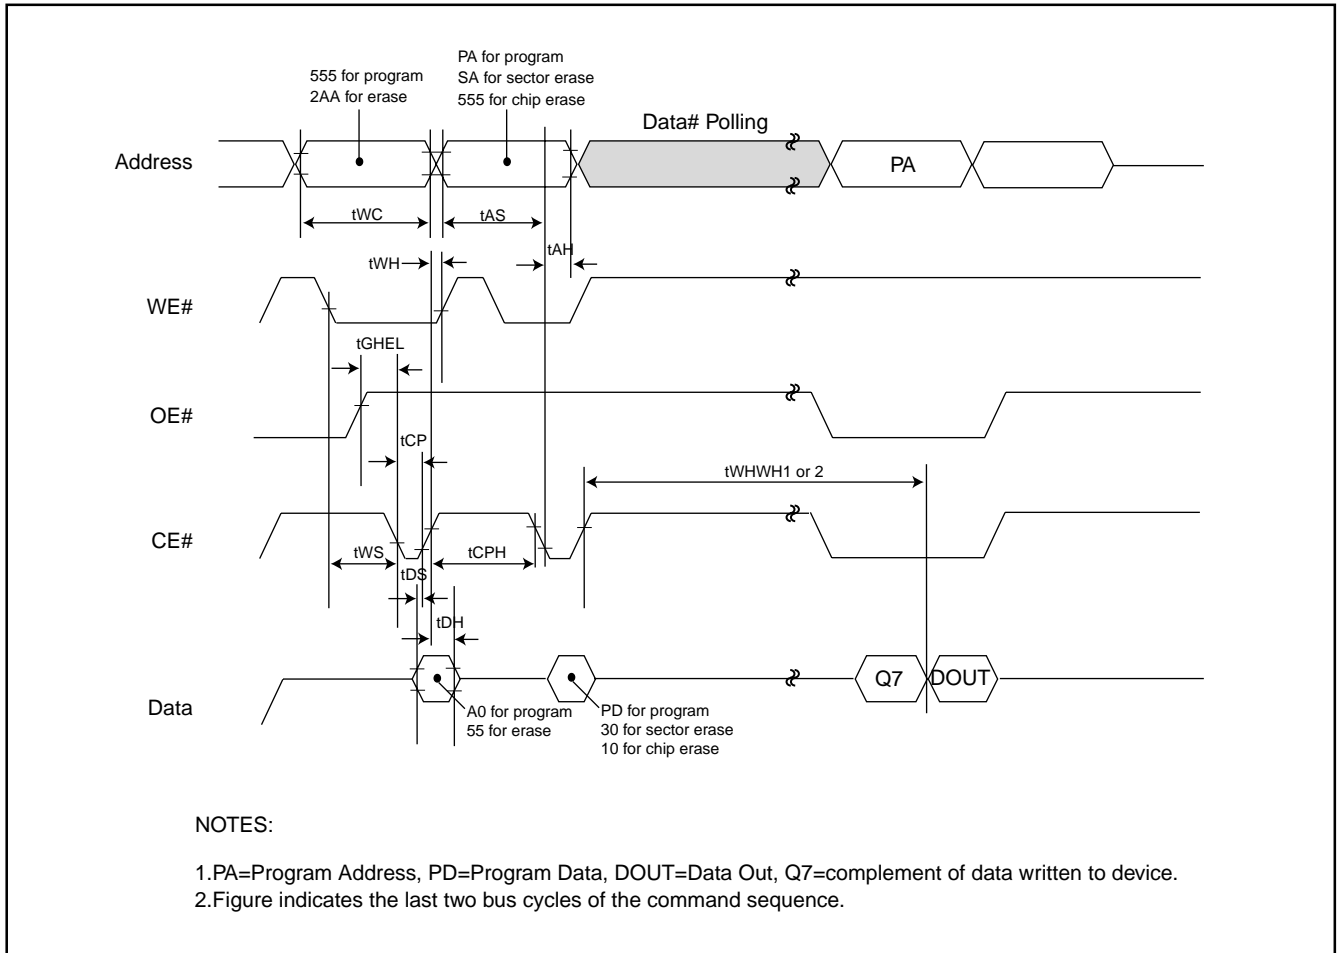 PA for program
555 for program
SA for sector erase
2AA for erase
555 for chip erase
Data# Polling
Address
PA
tWC
tAS
tAH
tWH
WE#
tGHEL
OE#
tCP
tWHWH1 or 2
CE#
tWS
tCPH
tDS
tDH
Q7
DOUT
Data
A0 for program
PD for program
55 for erase
30 for sector erase
10 for chip erase
NOTES:
1.PA=Program Address, PD=Program Data, DOUT=Data Out, Q7=complement of data written to device.
2.Figure indicates the last two bus cycles of the command sequence.